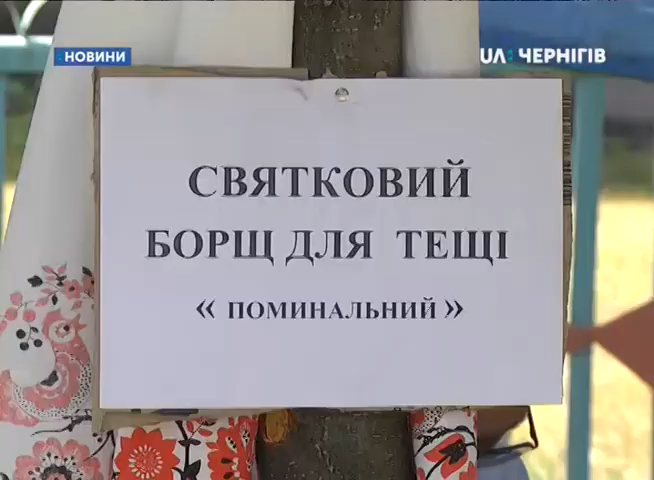 НОВИНИ
UA: ЧЕРНІГІВ
СВЯТКОВИЙ
БОРЩ ДЛЯ ТЕЩІ
« ПОМИНАЛЬНИЙ »